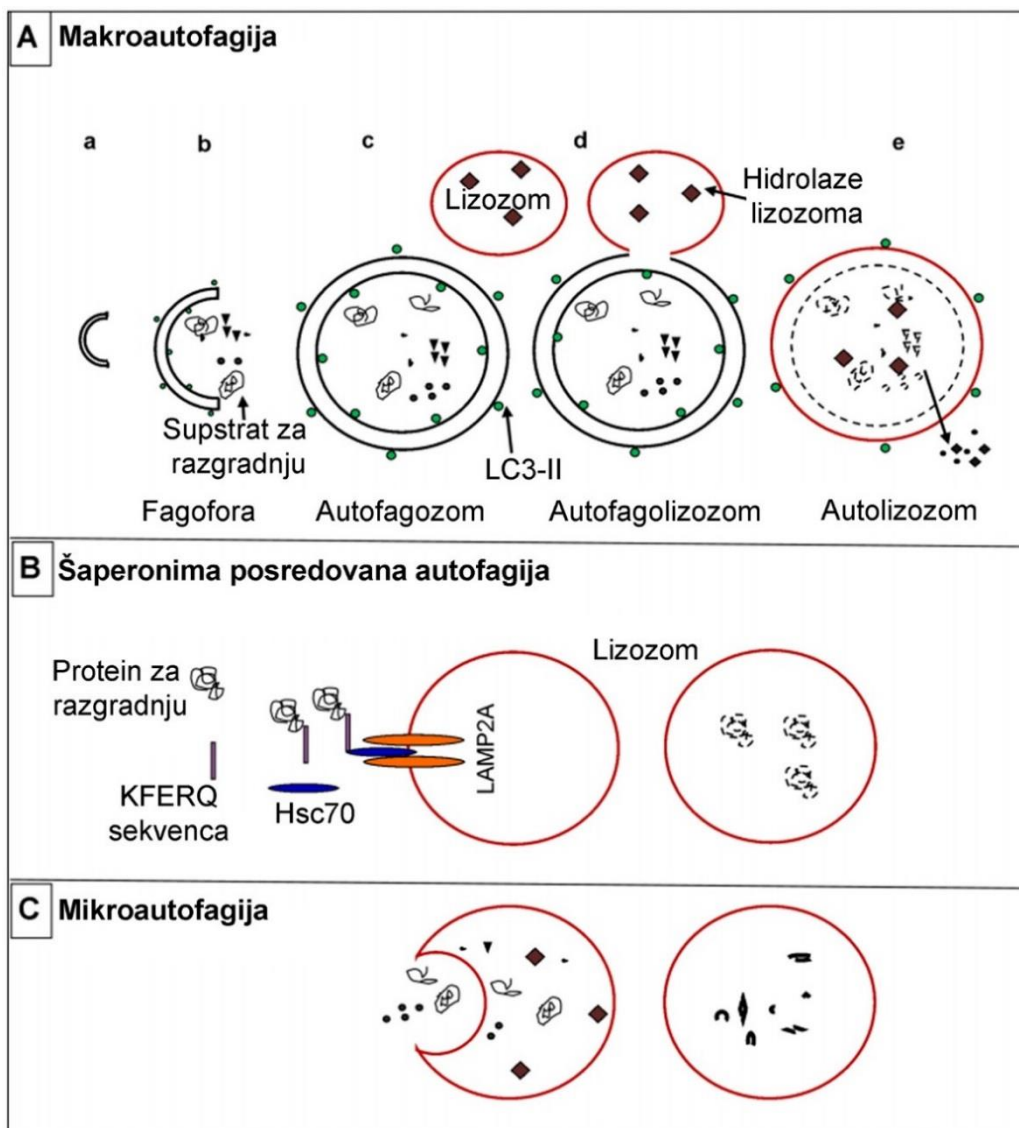 A Makroautofagija
a b c d e
Lizozom
Hidrolaze
lizozoma
Supstrat za
razgradnju
LC3-II
Fagofora Autofagozom Autofagolizozom Autolizozom
B Šaperonima posredovana autofagija
Protein za
razgradnju
Lizozom
LAMP2A
KFERQ
sekvenca
Hsc70
C Mikroautofagija